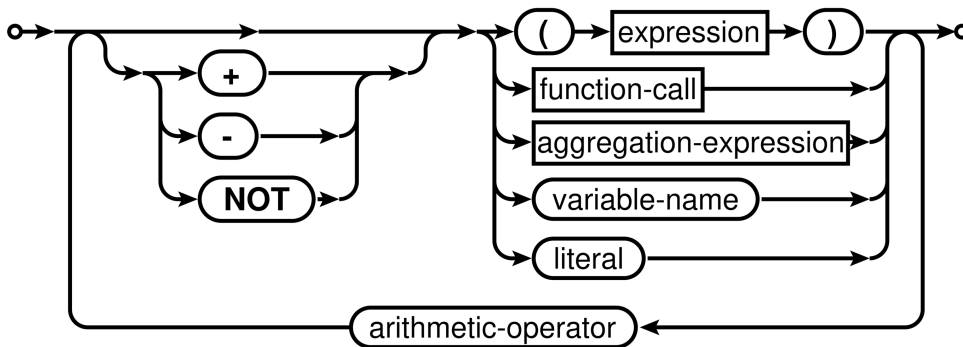 ( expression )
+ function-call
- aggregation-expression
NOT variable-name
literal
arithmetic-operator